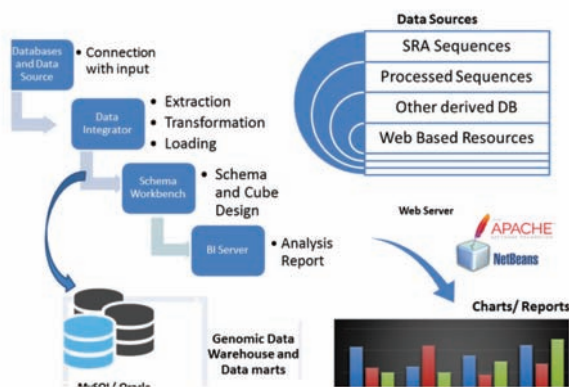 Data Sources
SRA Sequences
Processed Sequences
Other derived DB
Web Based Resources
Databases
and Data
Source
• Connection
with input
Data
Integrator
• Extraction
• Transformation
• Loading
Schema
Workbench
• Schema
and Cube
Design
BI Server
• Analysis
Report
Web Server
APACHE
NetBeans
Charts/ Reports
Genomic Data
Warehouse and
Data marts
MySQL/ Oracle